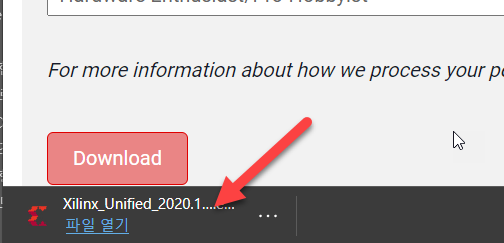 Hardware Enthusiast/Pro Hobbyist
For more information about how we process your pe
Download
Xilinx_Unified_2020.1....e...
파일 열기
...